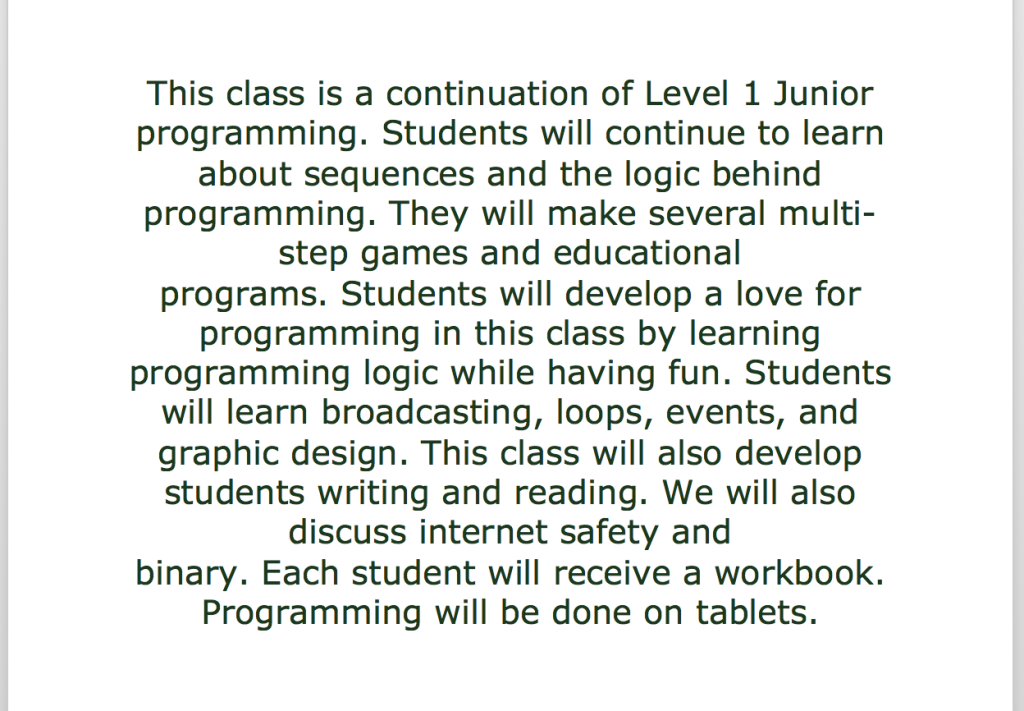 This class is a continuation of Level 1 Junior
programming. Students will continue to learn
about sequences and the logic behind
programming. They will make several multi-
step games and educational
programs. Students will develop a love for
programming in this class by learning
programming logic while having fun. Students
will learn broadcasting, loops, events, and
graphic design. This class will also develop
students writing and reading. We will also
discuss internet safety and
binary. Each student will receive a workbook.
Programming will be done on tablets.